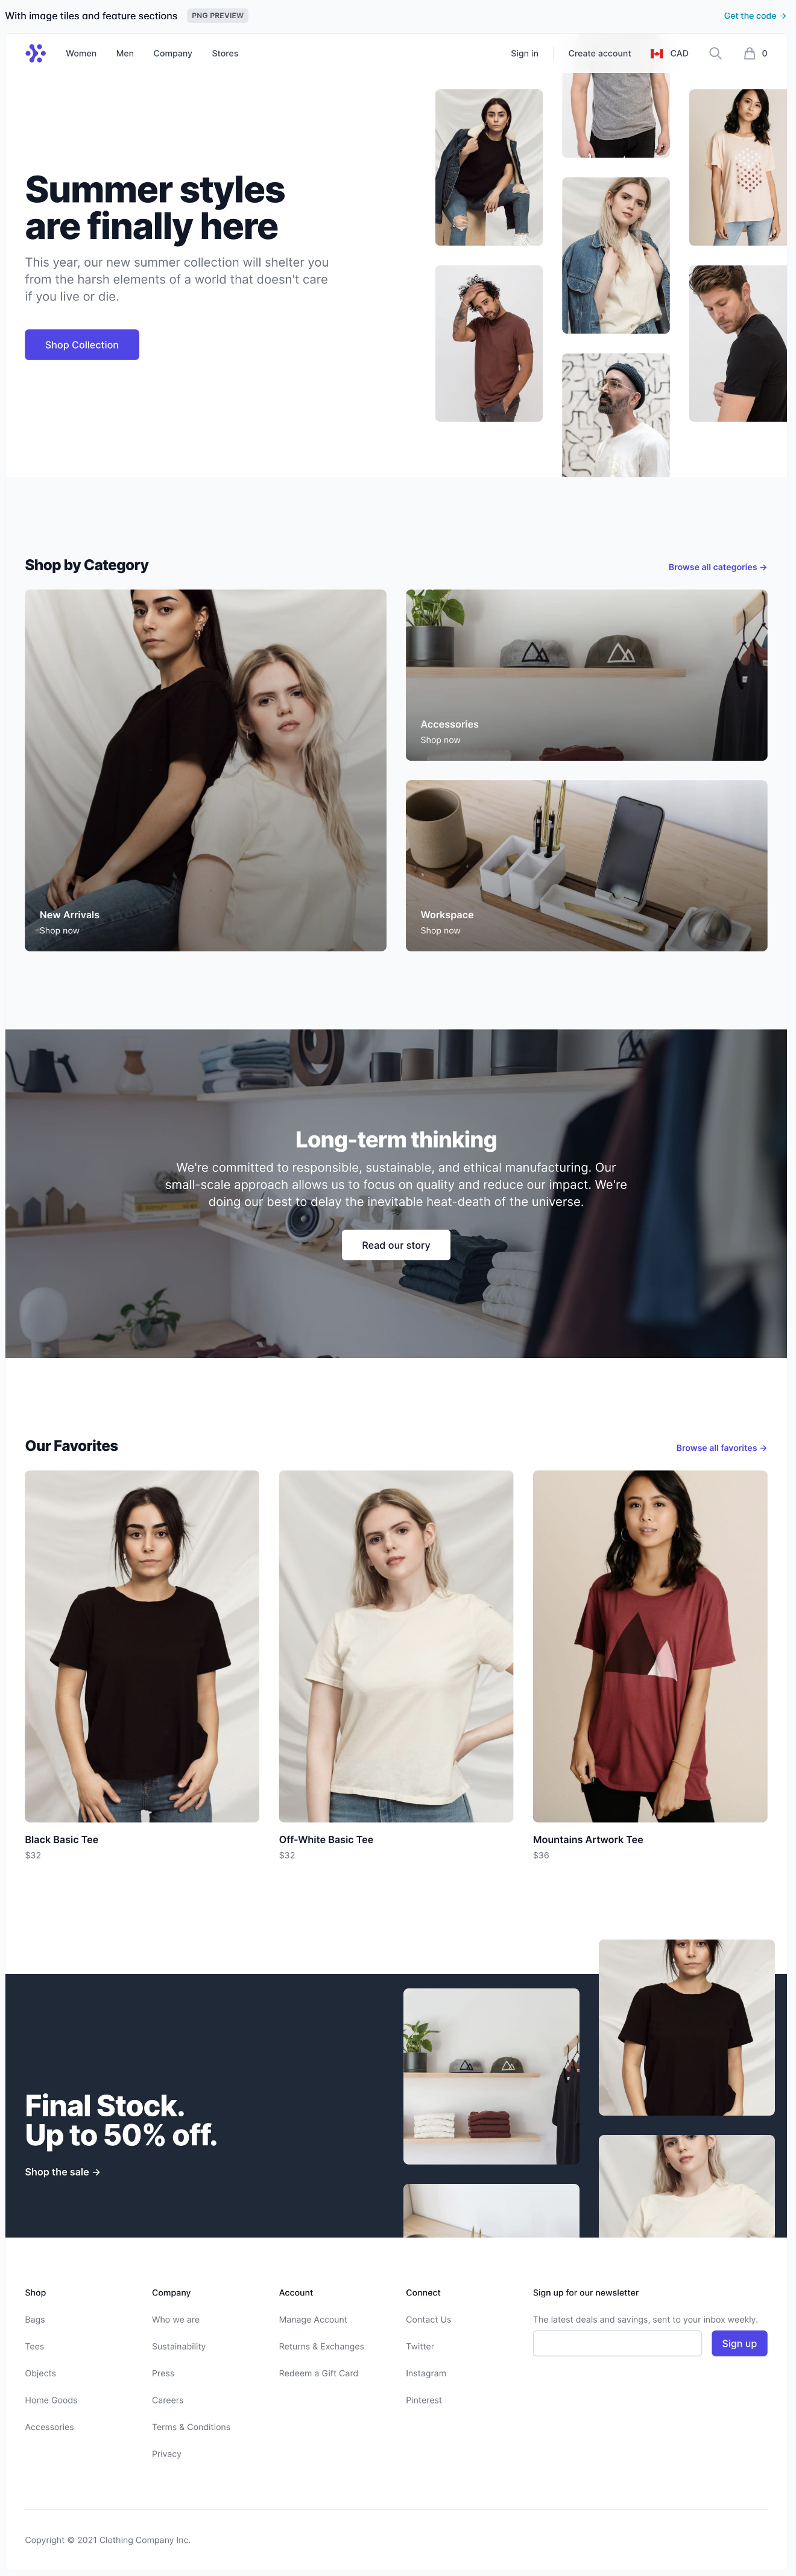 With image tiles and feature sections PNG PREVIEW Get the code →
Women Men Company Stores Sign in Create account CAD 0
Summer styles
are finally here
This year, our new summer collection will shelter you
from the harsh elements of a world that doesn't care
if you live or die.
Shop Collection
Shop by Category
Browse all categories →
Accessories
Shop now
New Arrivals
Shop now
Workspace
Shop now
Long-term thinking
We're committed to responsible, sustainable, and ethical manufacturing. Our
small-scale approach allows us to focus on quality and reduce our impact. We're
doing our best to delay the inevitable heat-death of the universe.
Read our story
Our Favorites
Browse all favorites →
Black Basic Tee
$32
Off-White Basic Tee
$32
Mountains Artwork Tee
$36
Final Stock.
Up to 50% off.
Shop the sale →
Shop
Bags
Tees
Objects
Home Goods
Accessories
Company
Who we are
Sustainability
Press
Careers
Terms & Conditions
Privacy
Account
Manage Account
Returns & Exchanges
Redeem a Gift Card
Connect
Contact Us
Twitter
Instagram
Pinterest
Sign up for our newsletter
The latest deals and savings, sent to your inbox weekly.
Sign up
Copyright © 2021 Clothing Company Inc.